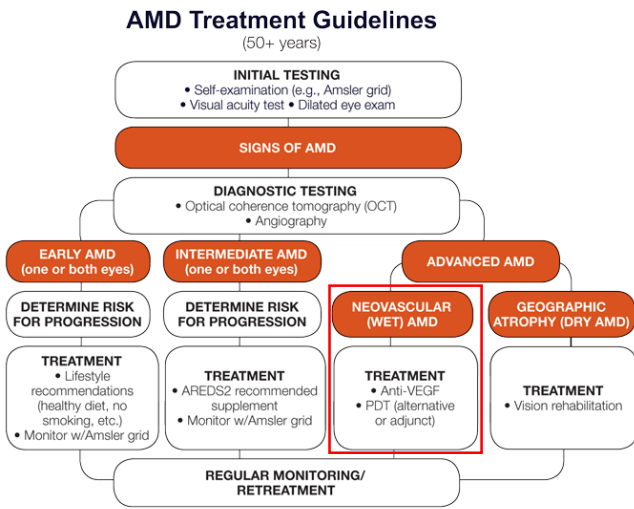 AMD Treatment Guidelines
(50+ years)
INITIAL TESTING
• Self-examination (e.g., Amsler grid)
• Visual acuity test • Dilated eye exam
SIGNS OF AMD
DIAGNOSTIC TESTING
• Optical coherence tomography (OCT)
• Angiography
EARLY AMD
(one or both eyes)
INTERMEDIATE AMD
(one or both eyes)
ADVANCED AMD
DETERMINE RISK
FOR PROGRESSION
DETERMINE RISK
FOR PROGRESSION
NEOVASCULAR
(WET) AMD
GEOGRAPHIC
ATROPHY (DRY AMD)
TREATMENT
• Lifestyle
recommendations
(healthy diet, no
smoking, etc.)
• Monitor w/Amsler grid
TREATMENT
• AREDS2 recommended
supplement
• Monitor w/Amsler grid
TREATMENT
• Anti-VEGF
• PDT (alternative
or adjunct)
TREATMENT
• Vision rehabilitation
REGULAR MONITORING/
RETREATMENT